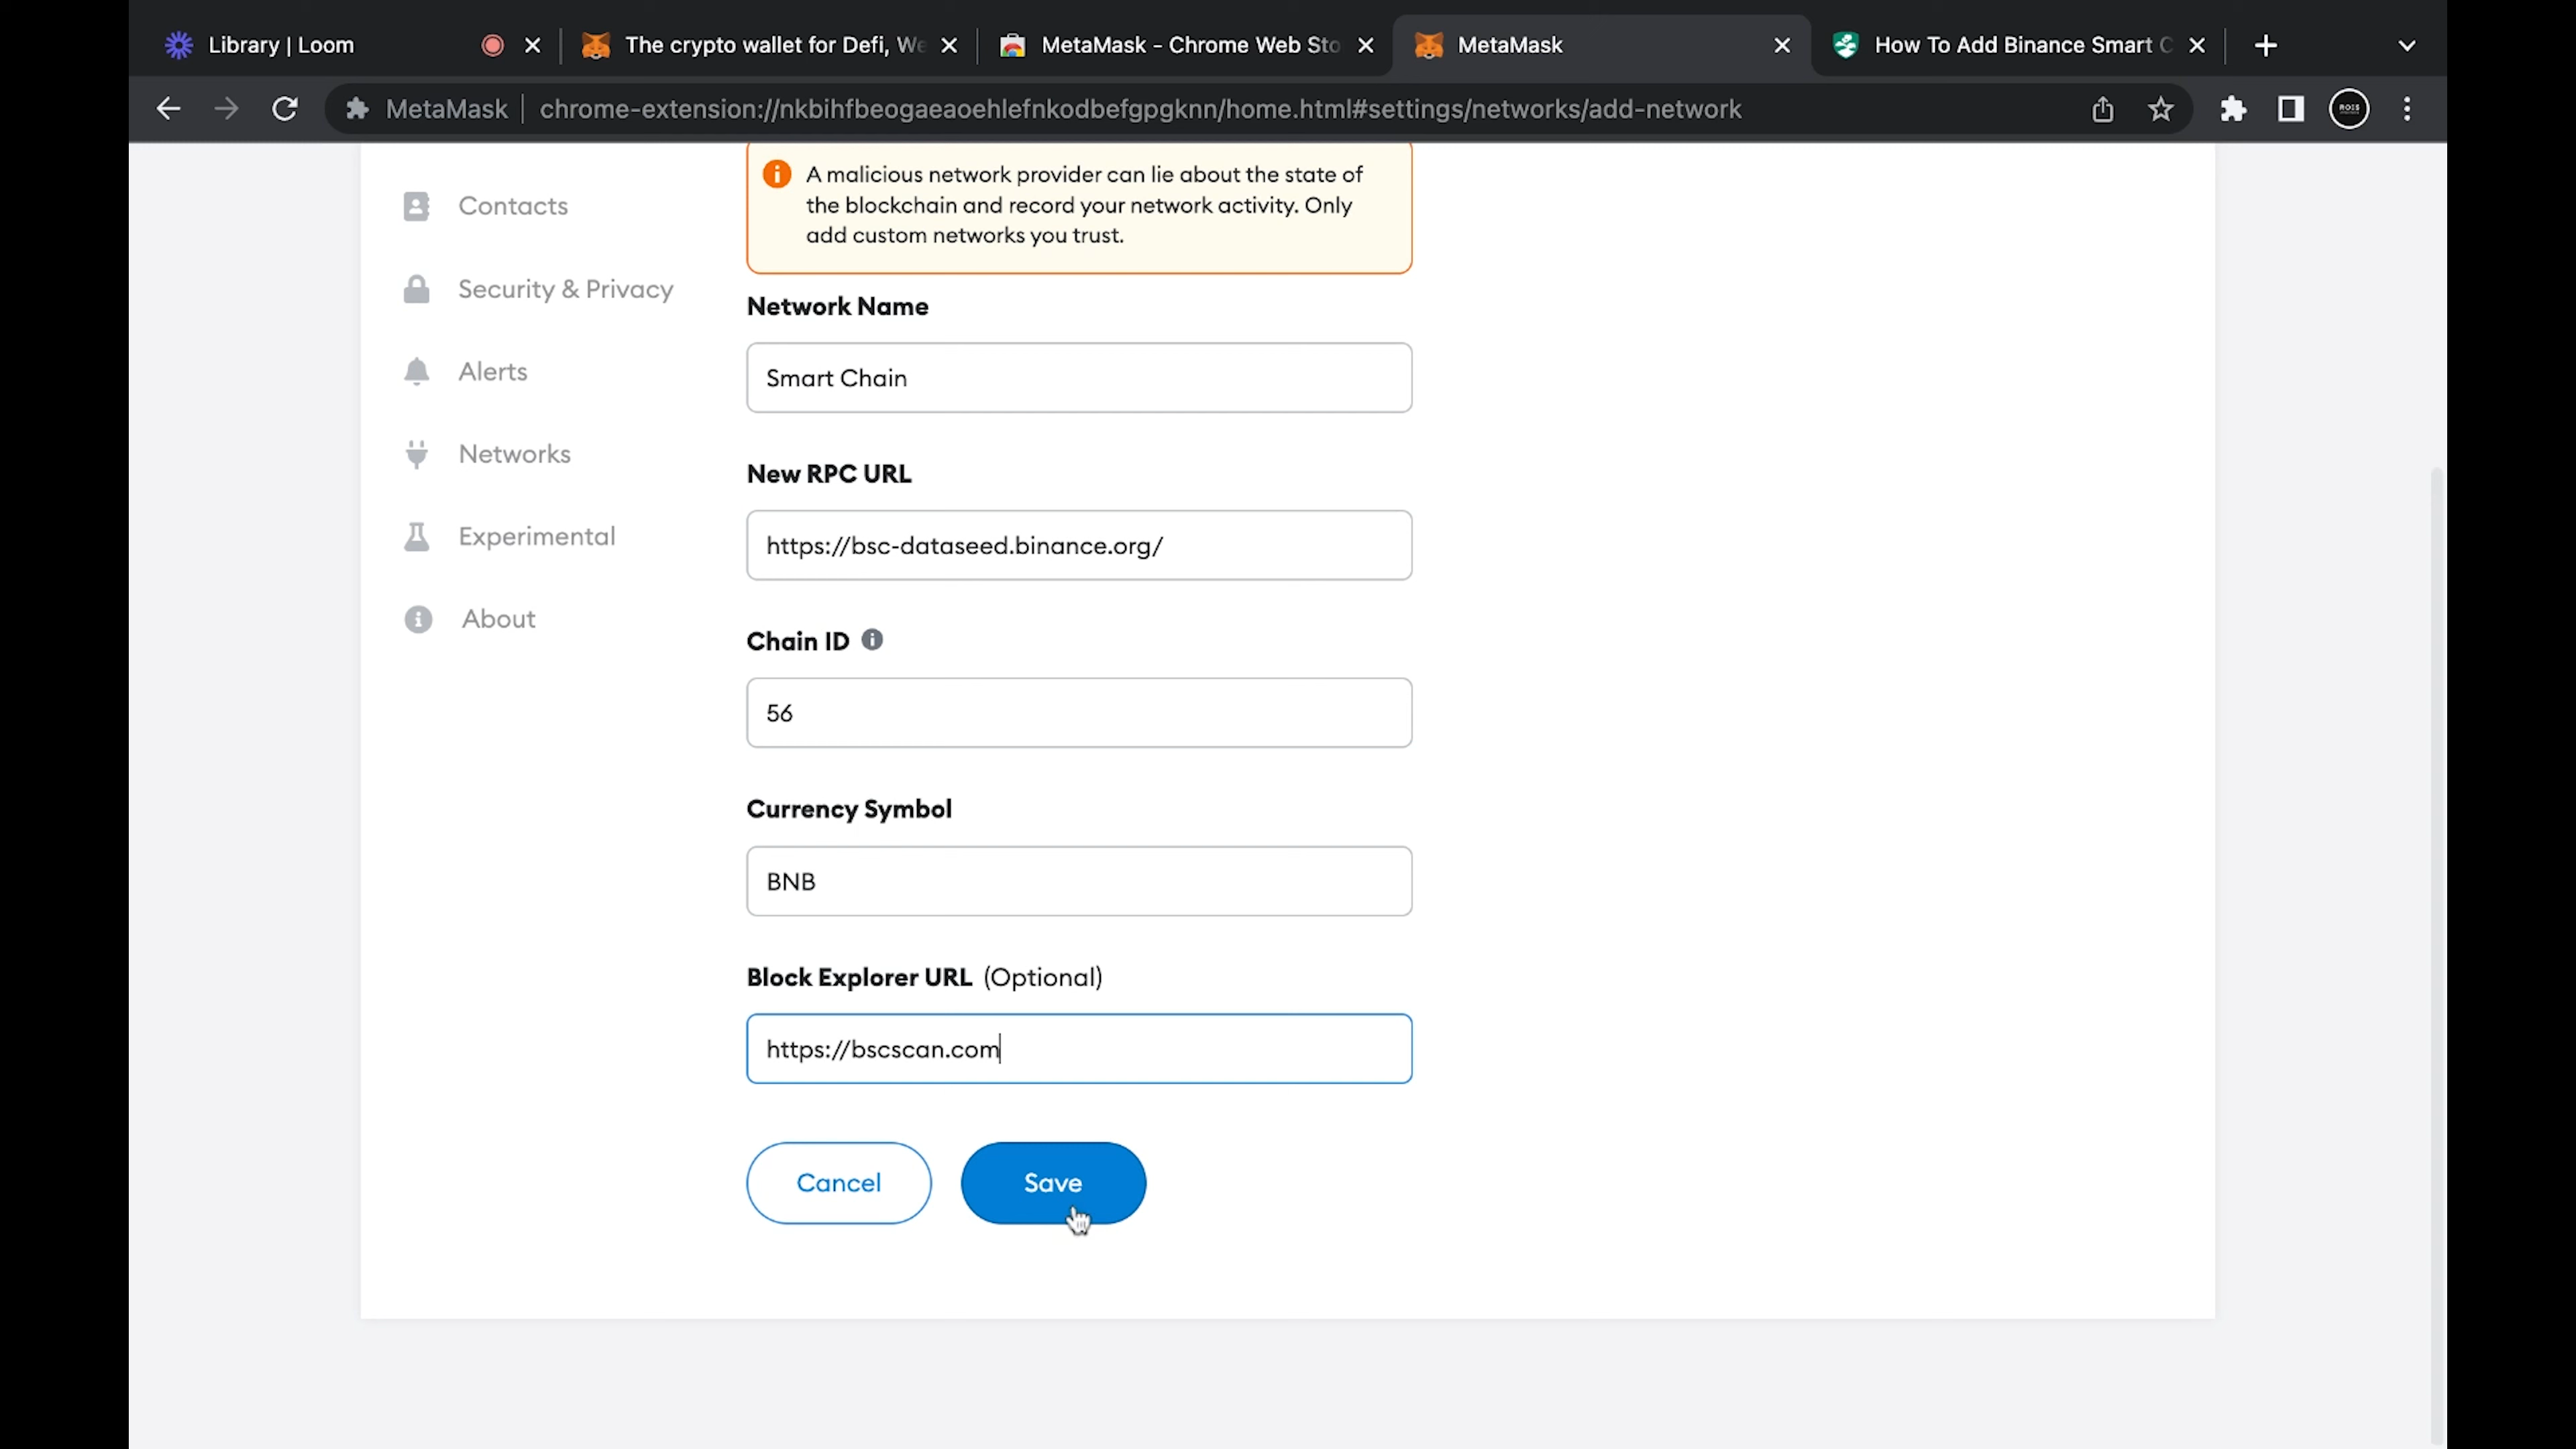 Library | Loom
The crypto wallet for Defi, We
MetaMask - Chrome Web Sto
MetaMask
How To Add Binance Smart C
MetaMask
chrome-extension://nkbihfbeogaeaoehlefnkodbefgpgknn/home.html#settings/networks/add-network
A malicious network provider can lie about the state of
the blockchain and record your network activity. Only
add custom networks you trust.
Contacts
Security & Privacy
Alerts
Networks
Experimental
About
Network Name
Smart Chain
New RPC URL
https://bsc-dataseed.binance.org/
Chain ID
56
Currency Symbol
BNB
Block Explorer URL (Optional)
https://bscscan.com
Cancel
Save